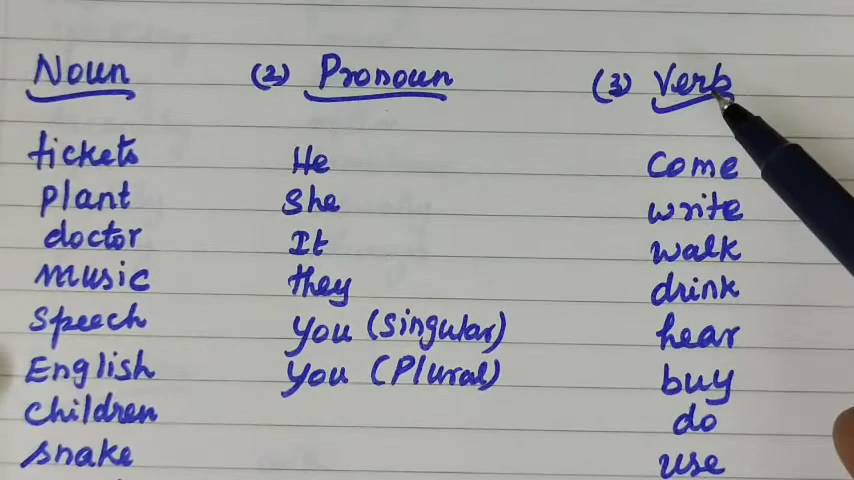 Noun (2) Pronoun (3) Verb
tickets He come
plant She write
doctor It walk
music they drink
speech you (singular) hear
English you (Plural) buy
children do
snake use